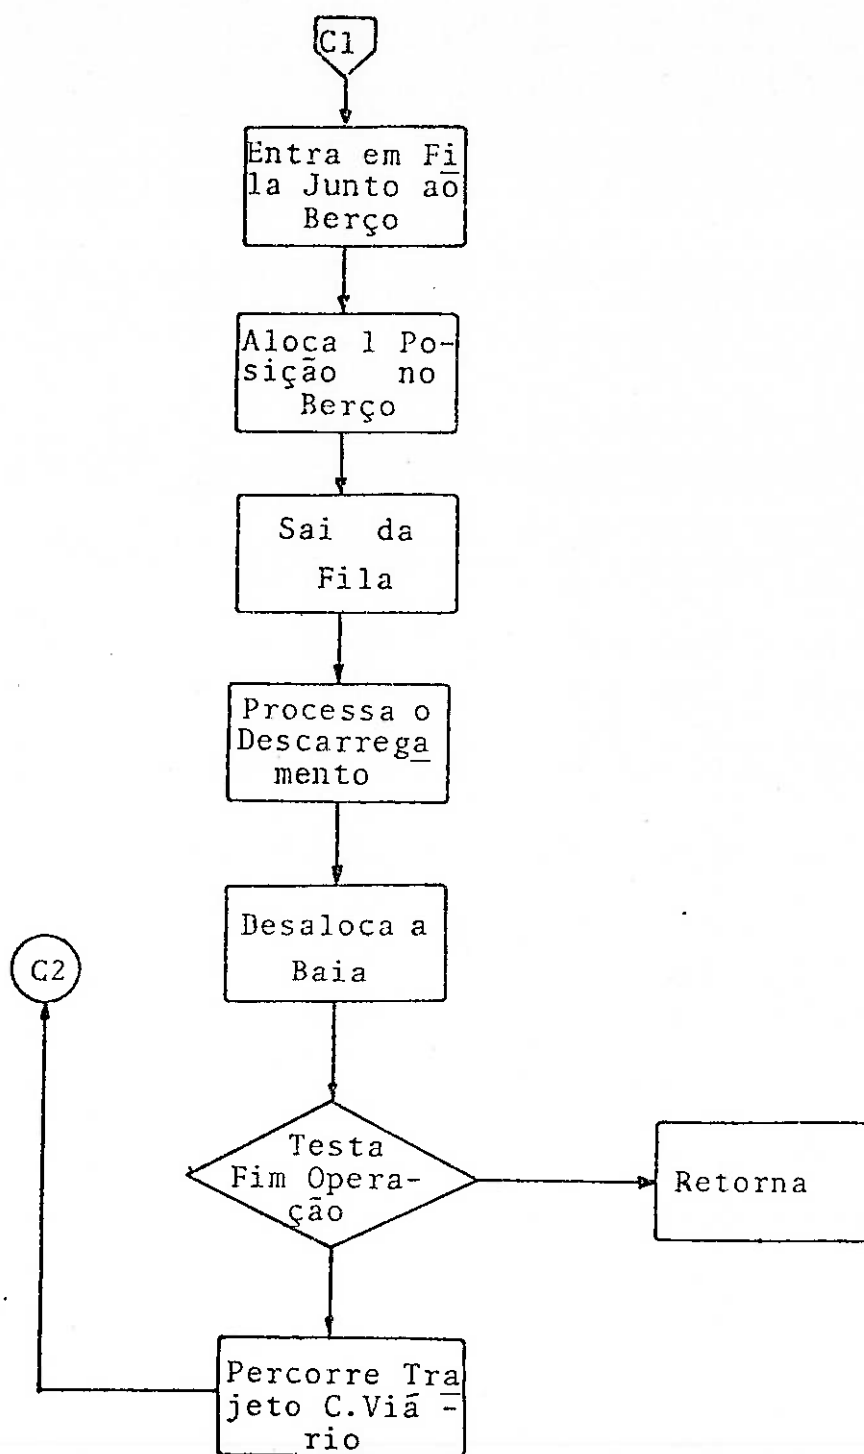 C1
Entra em Fi
la Junto ao
Berço
Aloca 1 Po-
sição no
Berço
Sai da
Fila
Processa o
Descarrega
mento
Desaloca a
Baia
C2
Testa
Fim Opera-
ção
Retorna
Percorre Tra
jeto C.Viá -
rio